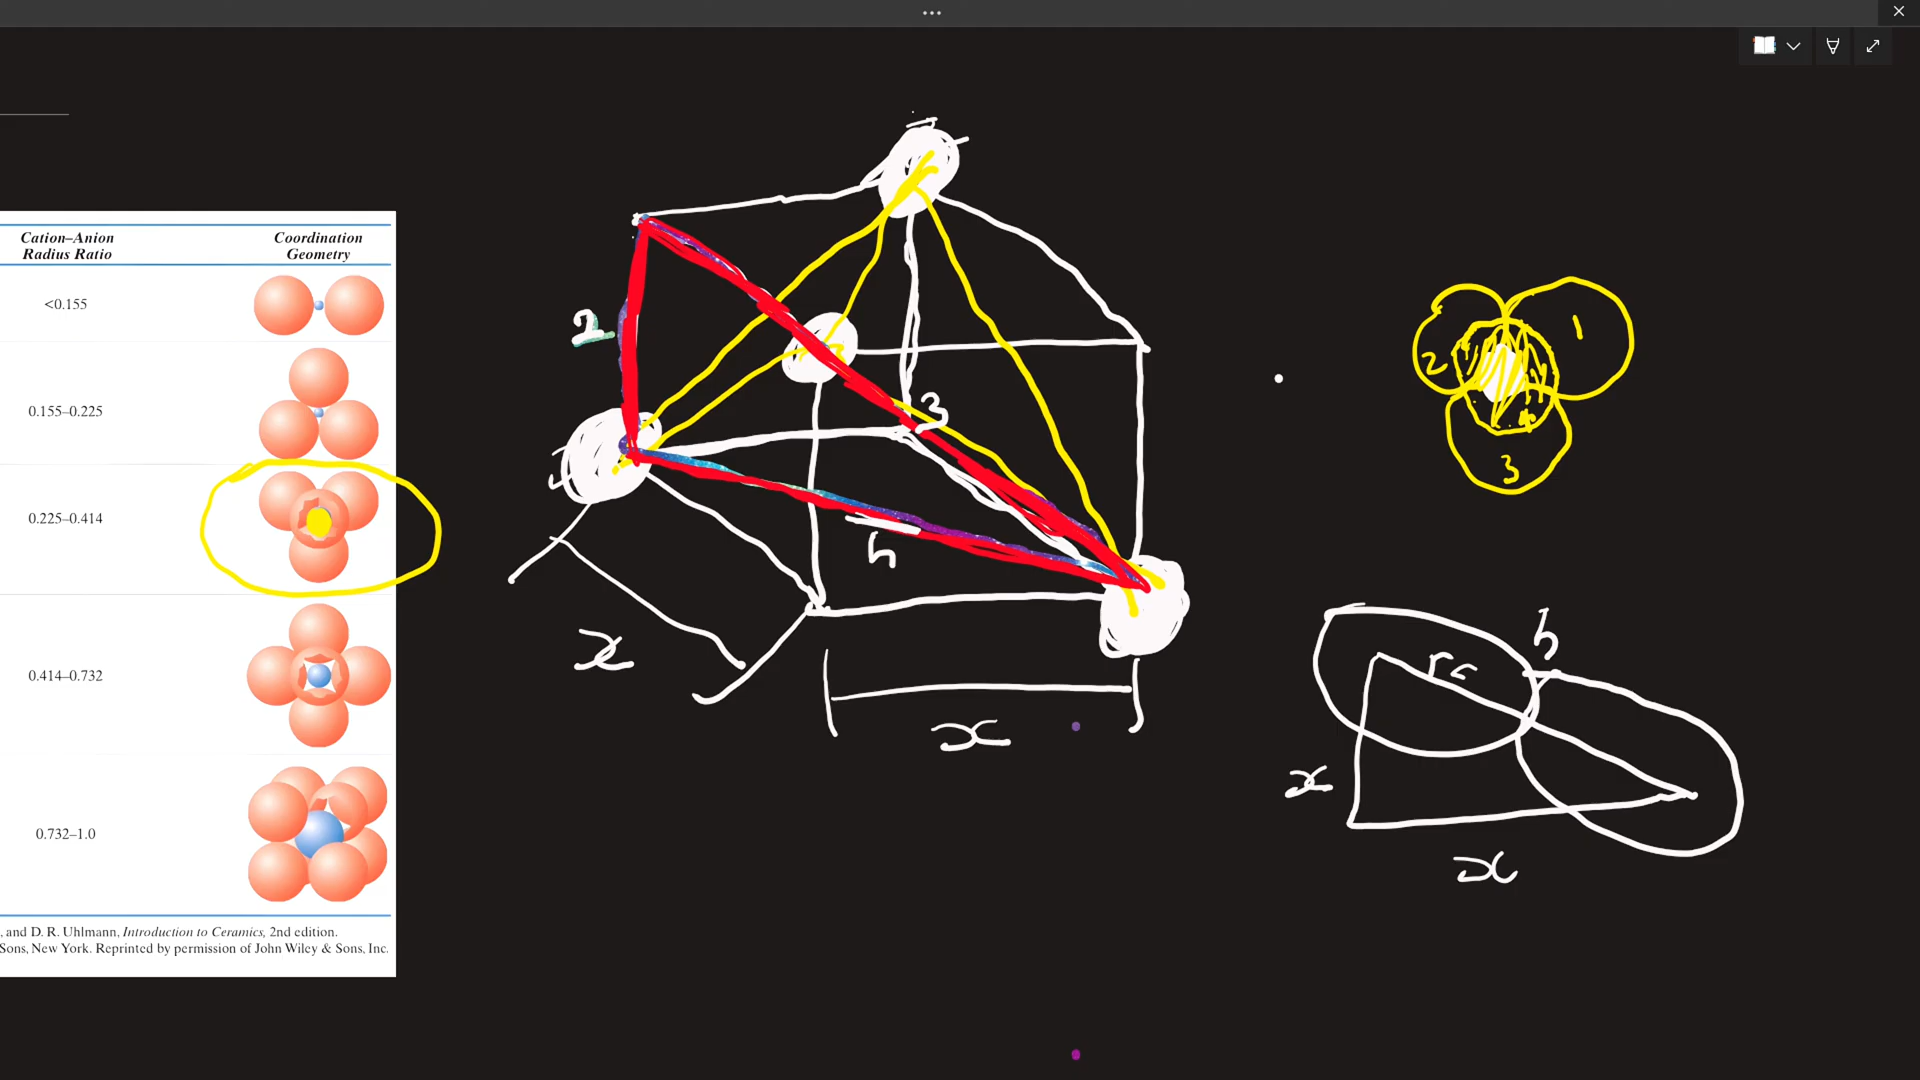 Cation–Anion
Radius Ratio
Coordination
Geometry
<0.155
0.155–0.225
0.225–0.414
0.414–0.732
0.732–1.0
, and D. R. Uhlmann, Introduction to Ceramics, 2nd edition.
Sons, New York. Reprinted by permission of John Wiley & Sons, Inc.
3
h
x
x
1
2
3
4
h
x
x